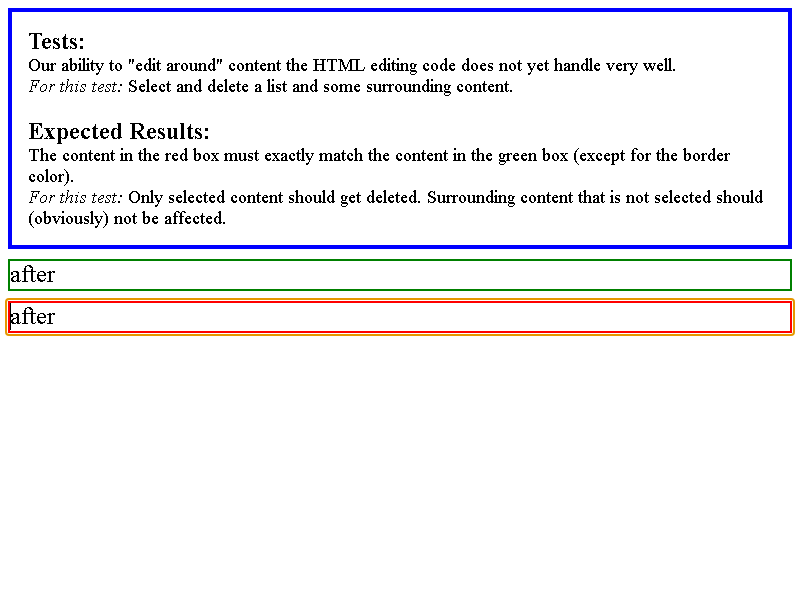 Tests:
Our ability to "edit around" content the HTML editing code does not yet handle very well.
For this test: Select and delete a list and some surrounding content.
Expected Results:
The content in the red box must exactly match the content in the green box (except for the border
color).
For this test: Only selected content should get deleted. Surrounding content that is not selected should
(obviously) not be affected.
after
after